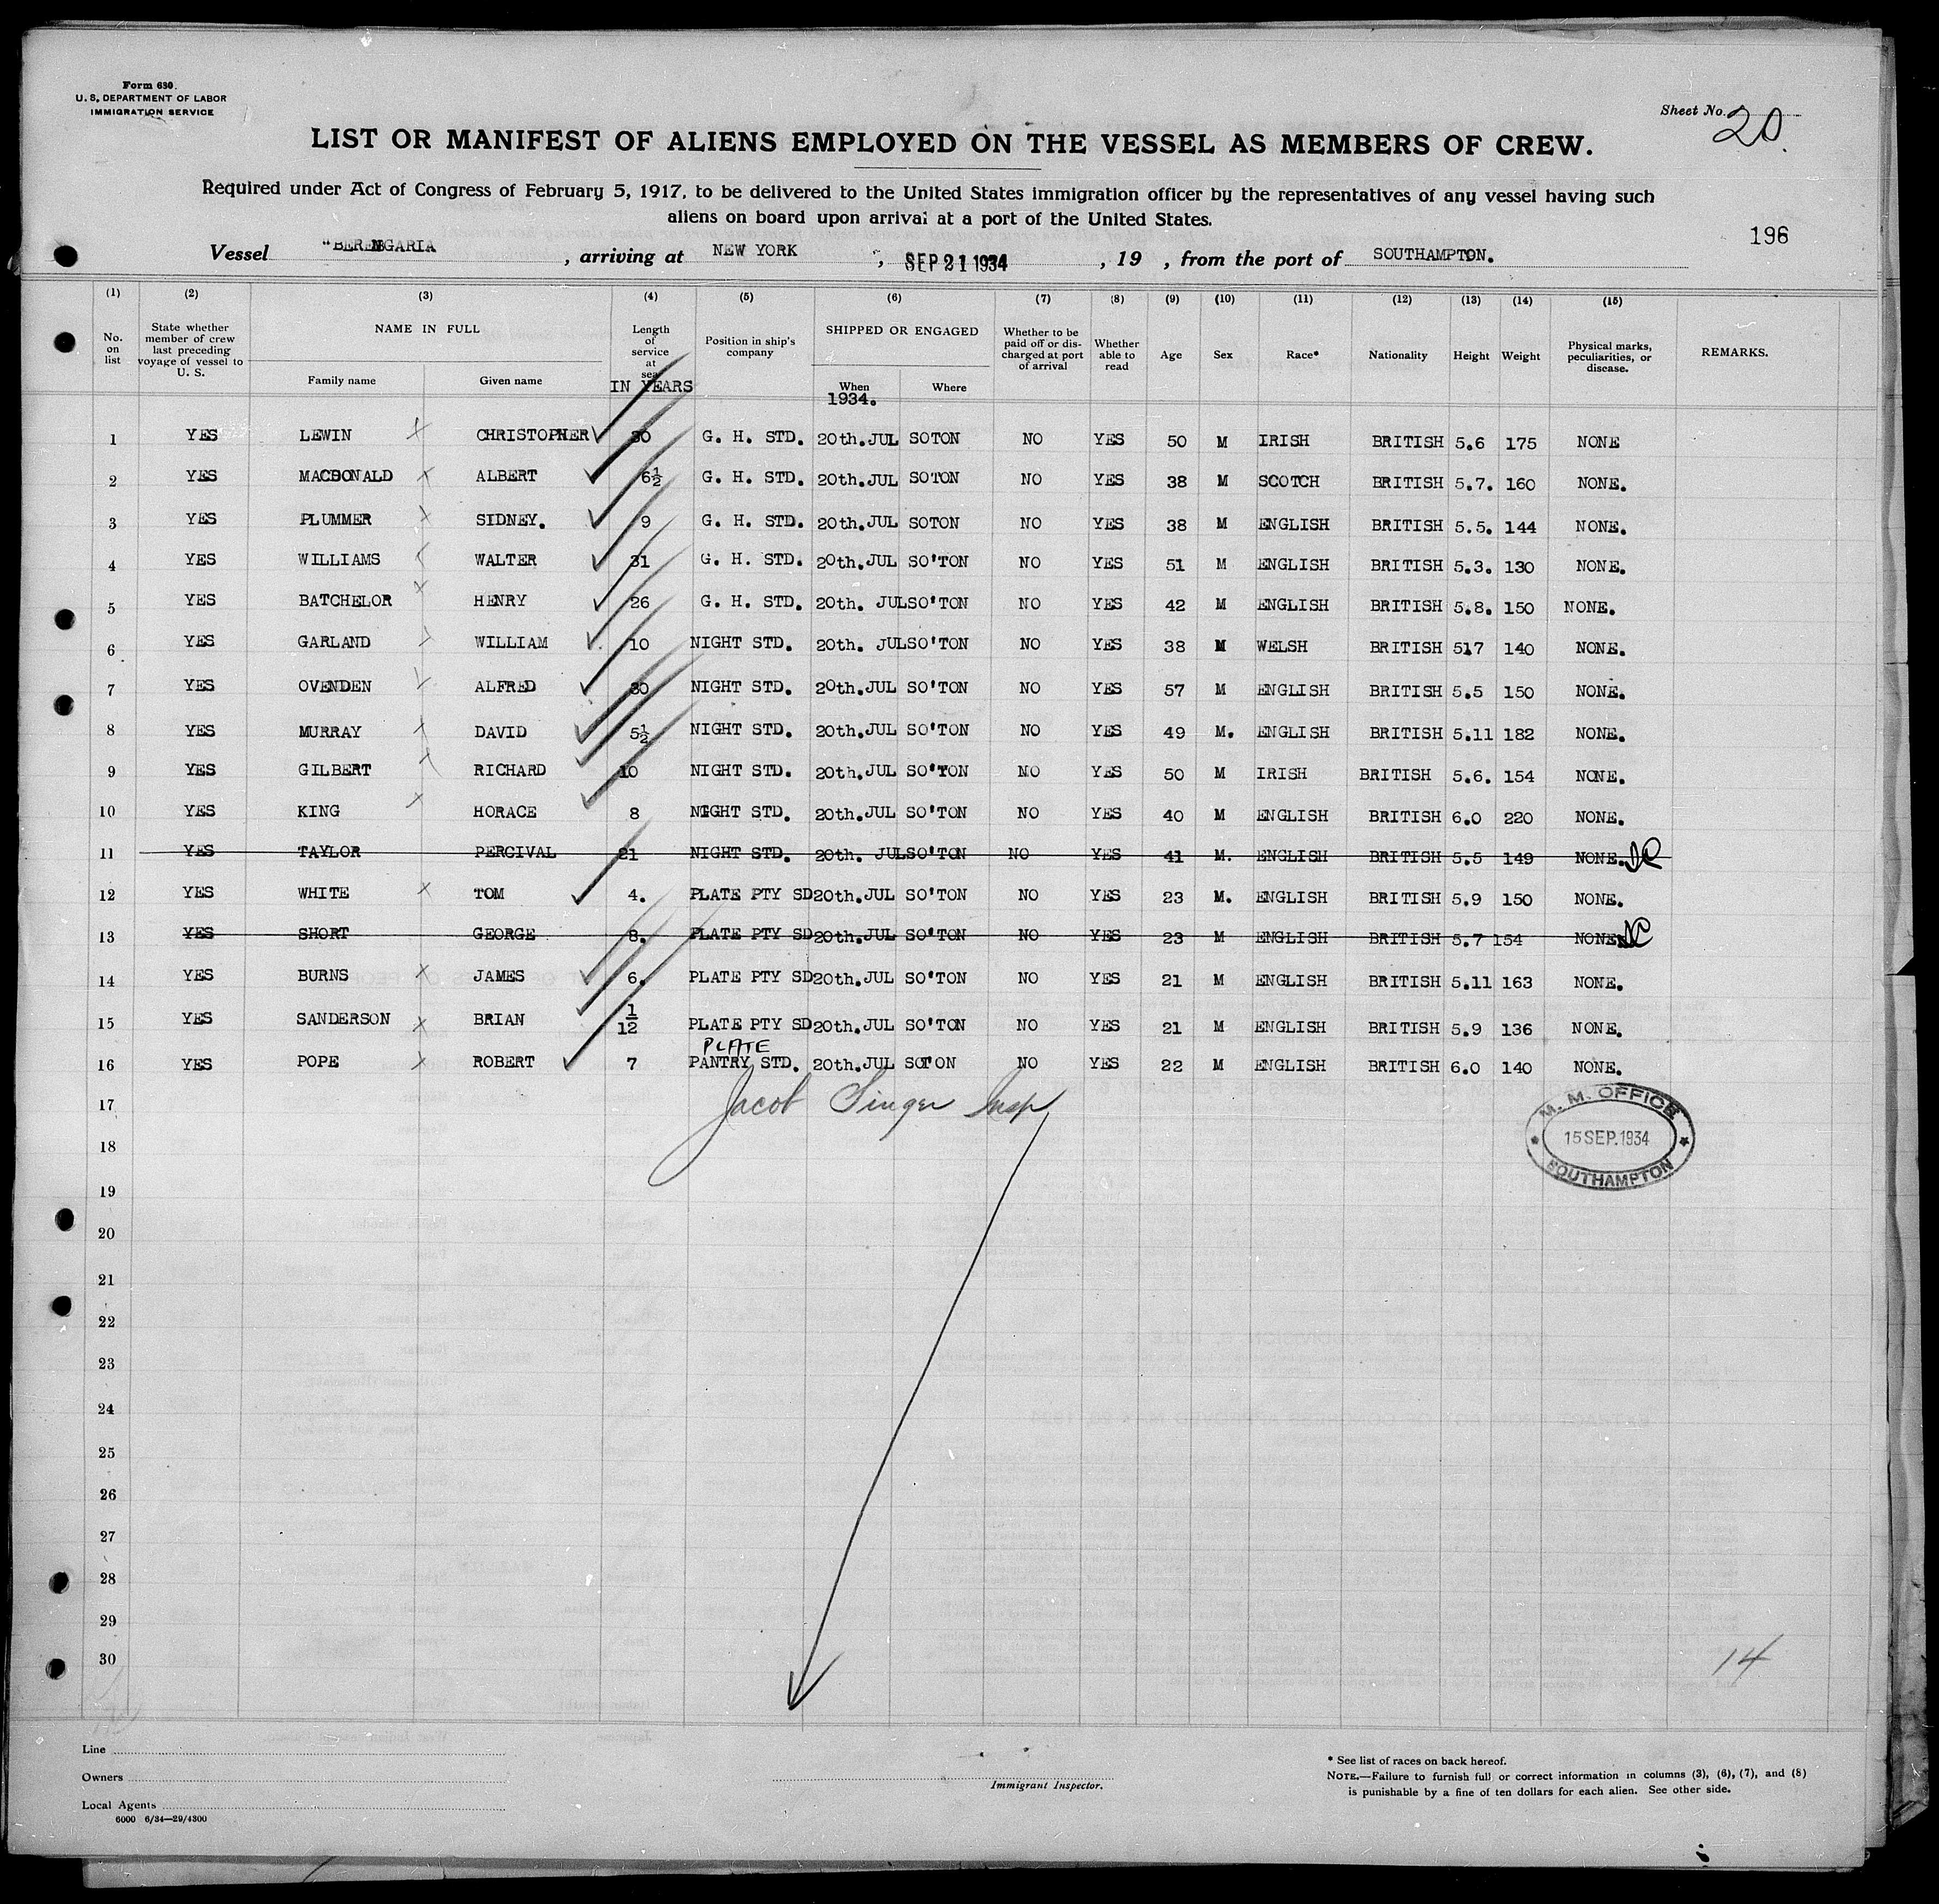 Form 680.
U. S. DEPARTMENT OF LABOR
IMMIGRATION SERVICE
Sheet No. 20
LIST OR MANIFEST OF ALIENS EMPLOYED ON THE VESSEL AS MEMBERS OF CREW.
Required under Act of Congress of February 5, 1917, to be delivered to the United States immigration officer by the representatives of any vessel having such
aliens on board upon arrival at a port of the United States.
196
Vessel "BERENGARIA, arriving at NEW YORK, SEP 21 1934, 19 , from the port of SOUTHAMPTON.
(1) (2) (3) (4) (5) (6) (7) (8) (9) (10) (11) (12) (13) (14) (15)
No. on list State whether member of crew last preceding voyage of vessel to U. S. NAME IN FULL Family name Given name Length of service at sea IN YEARS Position in ship's company SHIPPED OR ENGAGED When 1934. Where Whether to be paid off or discharged at port of arrival Whether able to read Age Sex Race* Nationality Height Weight Physical marks, peculiarities, or disease. REMARKS.
1 YES LEWIN CHRISTOPHER 30 G. H. STD. 20th.JUL SOTON NO YES 50 M IRISH BRITISH 5.6 175 NONE
2 YES MACDONALD ALBERT 6½ G. H. STD. 20th.JUL SOTON NO YES 38 M SCOTCH BRITISH 5.7. 160 NONE.
3 YES PLUMMER SIDNEY. 9 G. H. STD. 20th.JUL SOTON NO YES 38 M ENGLISH BRITISH 5.5. 144 NONE.
4 YES WILLIAMS WALTER 31 G. H. STD. 20th.JUL SO'TON NO YES 51 M ENGLISH BRITISH 5.3. 130 NONE.
5 YES BATCHELOR HENRY 26 G. H. STD. 20th. JUL SO'TON NO YES 42 M ENGLISH BRITISH 5.8. 150 NONE.
6 YES GARLAND WILLIAM 10 NIGHT STD. 20th. JUL SO'TON NO YES 38 M WELSH BRITISH 517 140 NONE.
7 YES OVENDEN ALFRED 30 NIGHT STD. 20th.JUL SO'TON NO YES 57 M ENGLISH BRITISH 5.5 150 NONE.
8 YES MURRAY DAVID 5½ NIGHT STD. 20th.JUL SO'TON NO YES 49 M. ENGLISH BRITISH 5.11 182 NONE.
9 YES GILBERT RICHARD 10 NIGHT STD. 20th.JUL SO'TON NO YES 50 M IRISH BRITISH 5.6. 154 NONE.
10 YES KING HORACE 8 NIGHT STD. 20th.JUL SO'TON NO YES 40 M ENGLISH BRITISH 6.0 220 NONE.
11 YES TAYLOR PERCIVAL 21 NIGHT STD. 20th. JUL SO'TON NO YES 41 M. ENGLISH BRITISH 5.5 149 NONE.
12 YES WHITE TOM 4. PLATE PTY SD 20th.JUL SO'TON NO YES 23 M. ENGLISH BRITISH 5.9 150 NONE.
13 YES SHORT GEORGE 8. PLATE PTY SD 20th.JUL SO'TON NO YES 23 M ENGLISH BRITISH 5.7 154 NONE
14 YES BURNS JAMES 6. PLATE PTY SD 20th.JUL SO'TON NO YES 21 M ENGLISH BRITISH 5.11 163 NONE.
15 YES SANDERSON BRIAN 1/12 PLATE PTY SD 20th.JUL SO'TON NO YES 21 M ENGLISH BRITISH 5.9 136 NONE.
PLATE
16 YES POPE ROBERT 7 PANTRY STD. 20th.JUL SOTON NO YES 22 M ENGLISH BRITISH 6.0 140 NONE.
17 Jacob Singer Insp
M. M. OFFICE
15 SEP. 1934
SOUTHAMPTON
18
19
20
21
22
23
24
25
26
27
28
29
30
14
Line
Owners
Local Agents
6000 6/34—29/4300
Immigrant Inspector.
* See list of races on back hereof.
NOTE.—Failure to furnish full or correct information in columns (3), (6), (7), and (8)
is punishable by a fine of ten dollars for each alien. See other side.